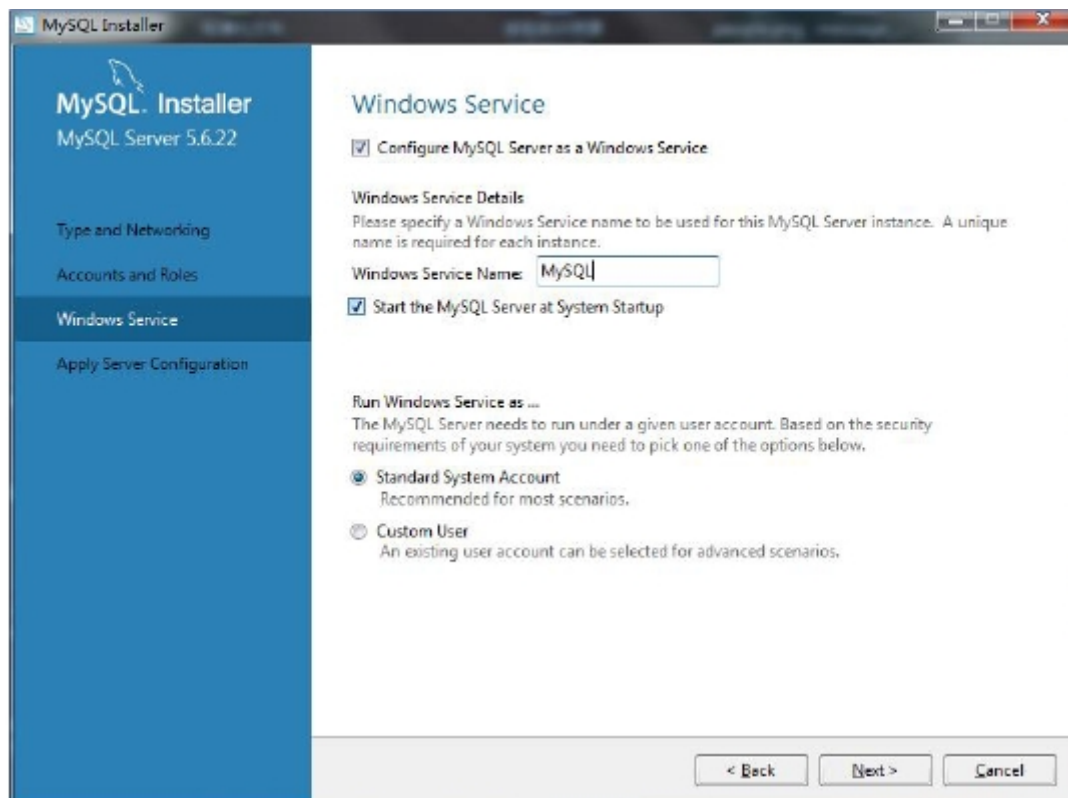 MySQL Installer
MySQL. Installer
MySQL Server 5.6.22
Type and Networking
Accounts and Roles
Windows Service
Apply Server Configuration
Windows Service
Configure MySQL Server as a Windows Service
Windows Service Details
Please specify a Windows Service name to be used for this MySQL Server instance. A unique
name is required for each instance.
Windows Service Name: MySQL
Start the MySQL Server at System Startup
Run Windows Service as ...
The MySQL Server needs to run under a given user account. Based on the security
requirements of your system you need to pick one of the options below.
Standard System Account
Recommended for most scenarios.
Custom User
An existing user account can be selected for advanced scenarios.
< Back Next > Cancel